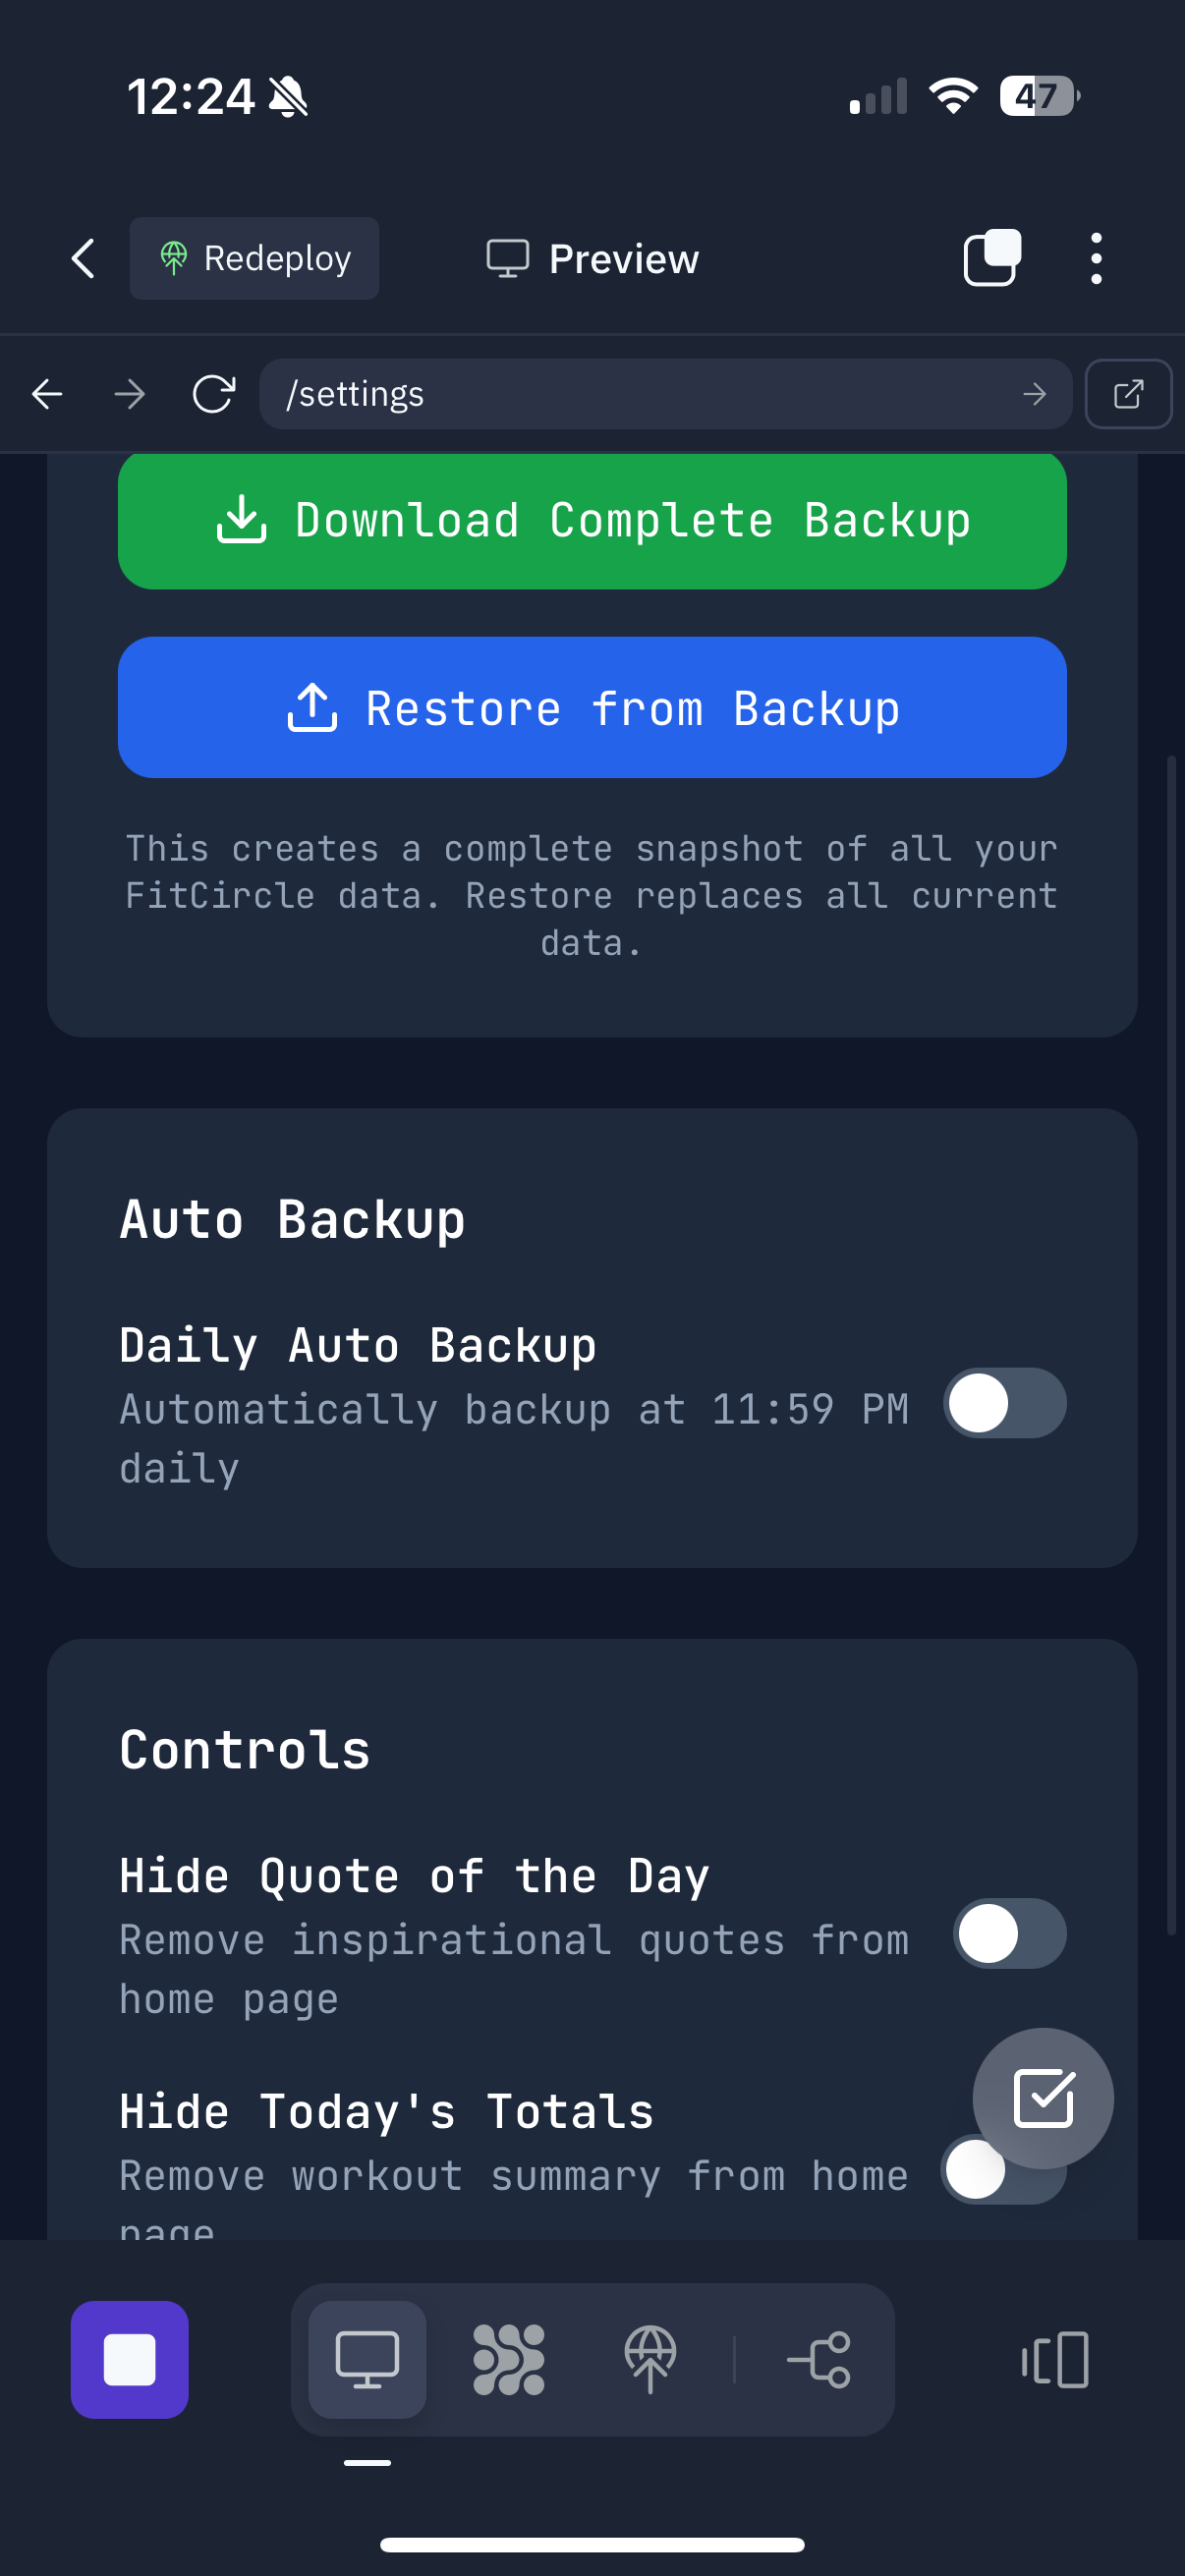 12:24
47
Redeploy
Preview
/settings
Download Complete Backup
Restore from Backup
This creates a complete snapshot of all your
FitCircle data. Restore replaces all current
data.
Auto Backup
Daily Auto Backup
Automatically backup at 11:59 PM
daily
Controls
Hide Quote of the Day
Remove inspirational quotes from
home page
Hide Today's Totals
Remove workout summary from home
page